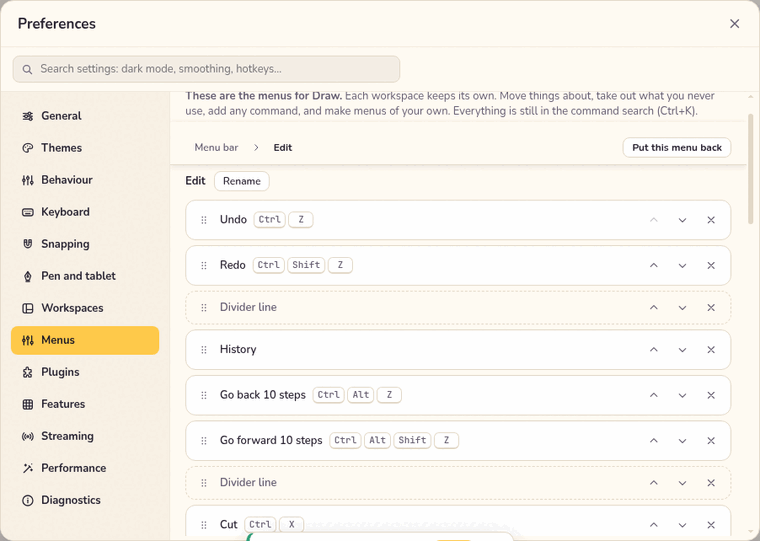 Preferences
Search settings: dark mode, smoothing, hotkeys...
These are the menus for Draw. Each workspace keeps its own. Move things about, take out what you never
use, add any command, and make menus of your own. Everything is still in the command search (Ctrl+K).
General
Themes
Behaviour
Keyboard
Snapping
Pen and tablet
Workspaces
Menus
Plugins
Features
Streaming
Performance
Diagnostics
Menu bar > Edit
Put this menu back
Edit Rename
Undo Ctrl Z
Redo Ctrl Shift Z
Divider line
History
Go back 10 steps Ctrl Alt Z
Go forward 10 steps Ctrl Alt Shift Z
Divider line
Cut Ctrl X